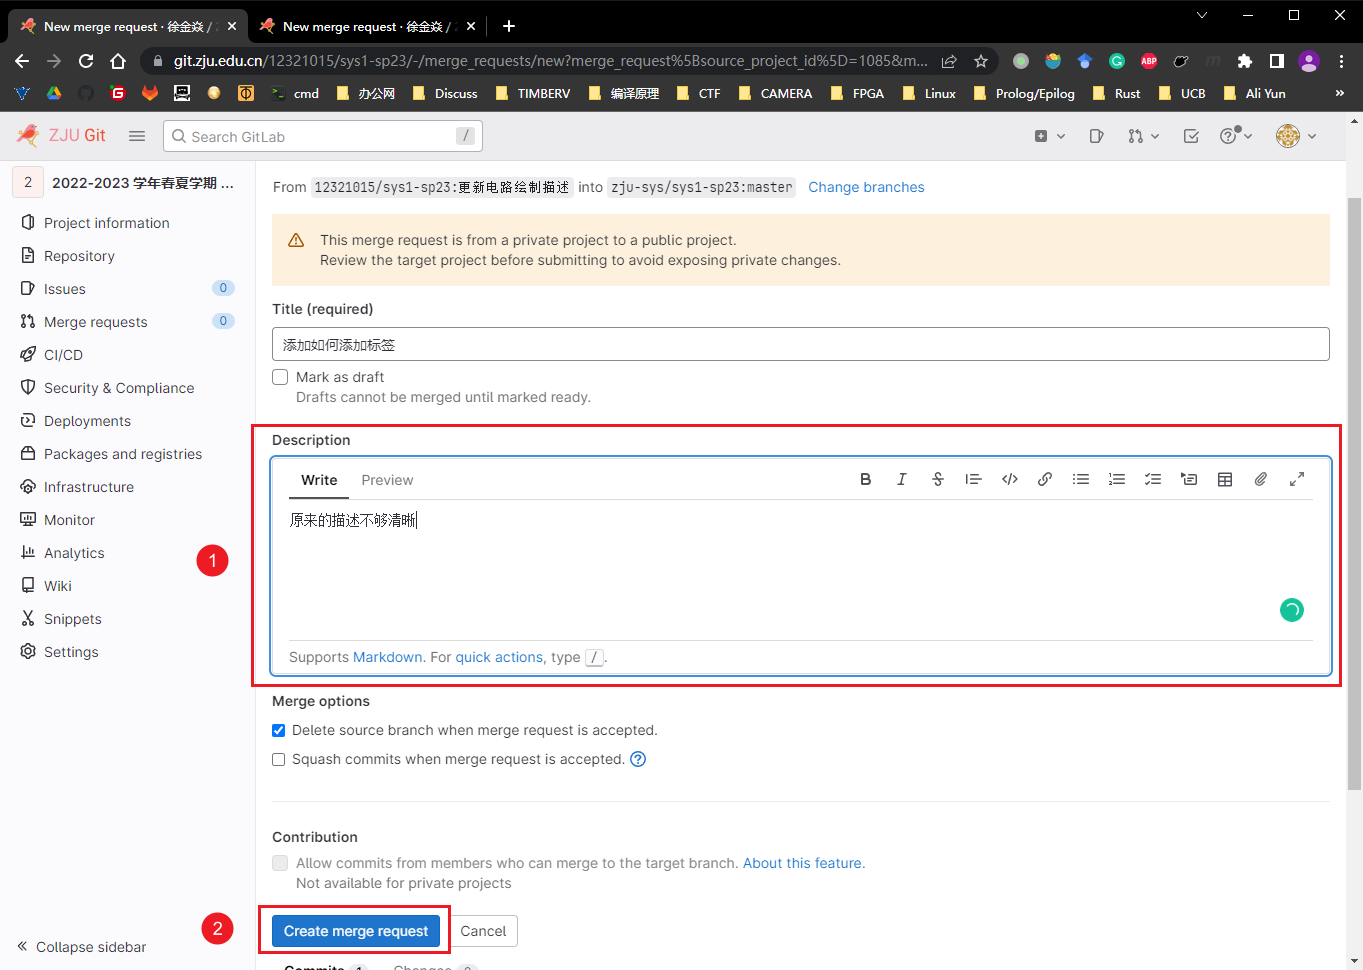 New merge request · 徐金焱 / 2
New merge request · 徐金焱 / 2
git.zju.edu.cn/12321015/sys1-sp23/-/merge_requests/new?merge_request%5Bsource_project_id%5D=1085&m...
ABP
cmd
办公网
Discuss
TIMBERV
编译原理
CTF
CAMERA
FPGA
Linux
Prolog/Epilog
Rust
UCB
Ali Yun
»
ZJU Git
Search GitLab
/
2
2022-2023 学年春夏学期 ...
Project information
Repository
Issues
0
Merge requests
0
CI/CD
Security & Compliance
Deployments
Packages and registries
Infrastructure
Monitor
Analytics
Wiki
Snippets
Settings
Collapse sidebar
From 12321015/sys1-sp23:更新电路绘制描述 into zju-sys/sys1-sp23:master Change branches
This merge request is from a private project to a public project.
Review the target project before submitting to avoid exposing private changes.
Title (required)
添加如何添加标签
Mark as draft
Drafts cannot be merged until marked ready.
1
Description
Write
Preview
原来的描述不够清晰
Supports Markdown. For quick actions, type /.
Merge options
Delete source branch when merge request is accepted.
Squash commits when merge request is accepted.
Contribution
Allow commits from members who can merge to the target branch. About this feature.
Not available for private projects
2
Create merge request
Cancel
Commits 1
Changes